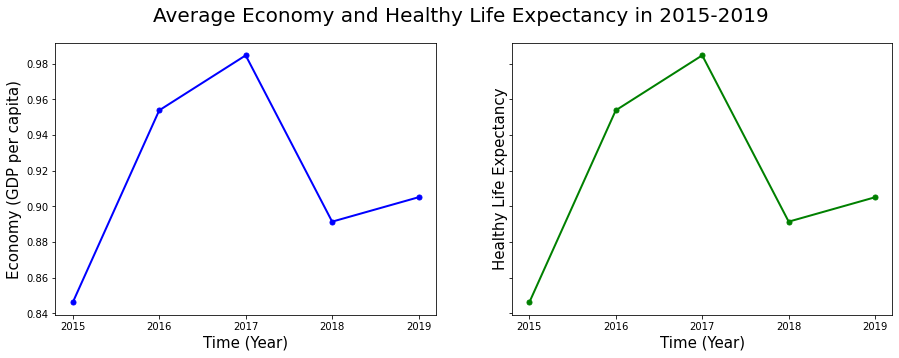 Average Economy and Healthy Life Expectancy in 2015-2019
Economy (GDP per capita)
0.98
0.96
0.94
0.92
0.90
0.88
0.86
0.84
2015 2016 2017 2018 2019
Time (Year)
Healthy Life Expectancy
2015 2016 2017 2018 2019
Time (Year)